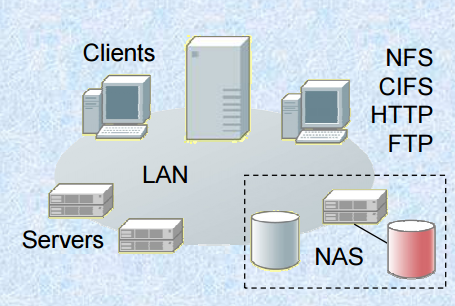 Clients
NFS
CIFS
HTTP
FTP
LAN
Servers
NAS